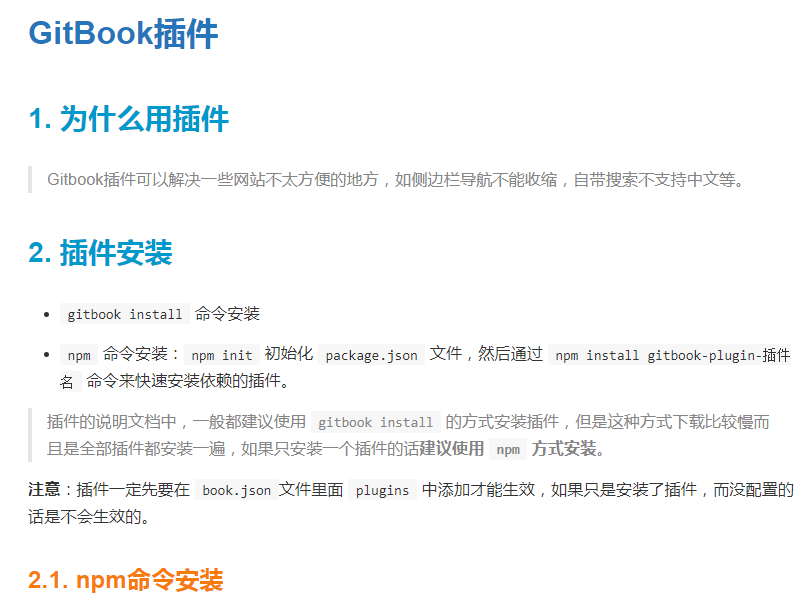 GitBook插件
1. 为什么用插件
Gitbook插件可以解决一些网站不太方便的地方，如侧边栏导航不能收缩，自带搜索不支持中文等。
2. 插件安装
• gitbook install 命令安装
• npm 命令安装： npm init 初始化 package.json 文件，然后通过 npm install gitbook-plugin-插件
名 命令来快速安装依赖的插件。
插件的说明文档中，一般都建议使用 gitbook install 的方式安装插件，但是这种方式下载比较慢而
且是全部插件都安装一遍，如果只安装一个插件的话建议使用 npm 方式安装。
注意：插件一定先要在 book.json 文件里面 plugins 中添加才能生效，如果只是安装了插件，而没配置的
话是不会生效的。
2.1. npm命令安装